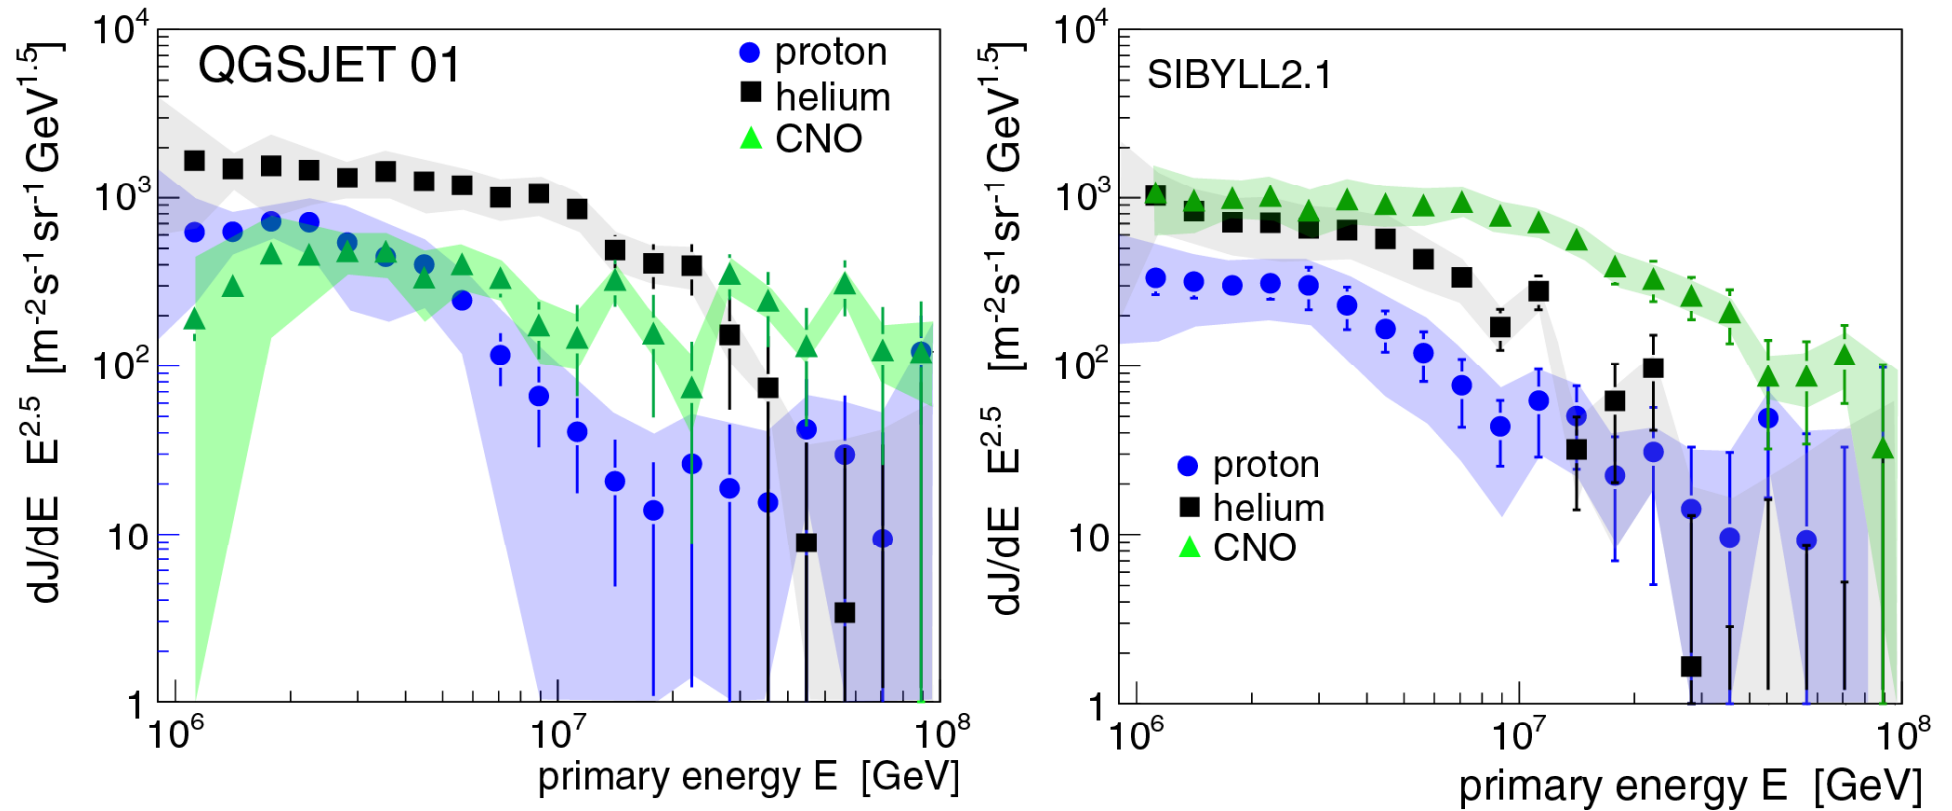 QGSJET 01
proton
helium
CNO
dJ/dE E^2.5 [m^-2 s^-1 sr^-1 GeV^1.5]
10^4
10^3
10^2
10
1
10^6
10^7
10^8
primary energy E [GeV]
SIBYLL2.1
proton
helium
CNO
dJ/dE E^2.5 [m^-2 s^-1 sr^-1 GeV^1.5]
10^4
10^3
10^2
10
1
10^6
10^7
10^8
primary energy E [GeV]